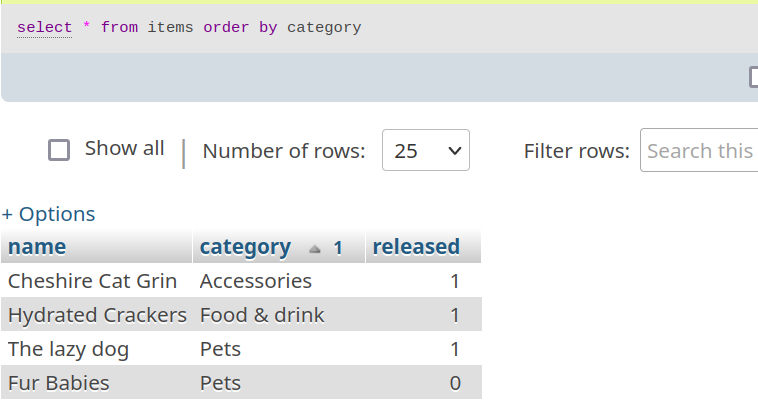 select * from items order by category
Show all | Number of rows: 25 Filter rows: Search this
+ Options
name category 1 released
Cheshire Cat Grin Accessories 1
Hydrated Crackers Food & drink 1
The lazy dog Pets 1
Fur Babies Pets 0